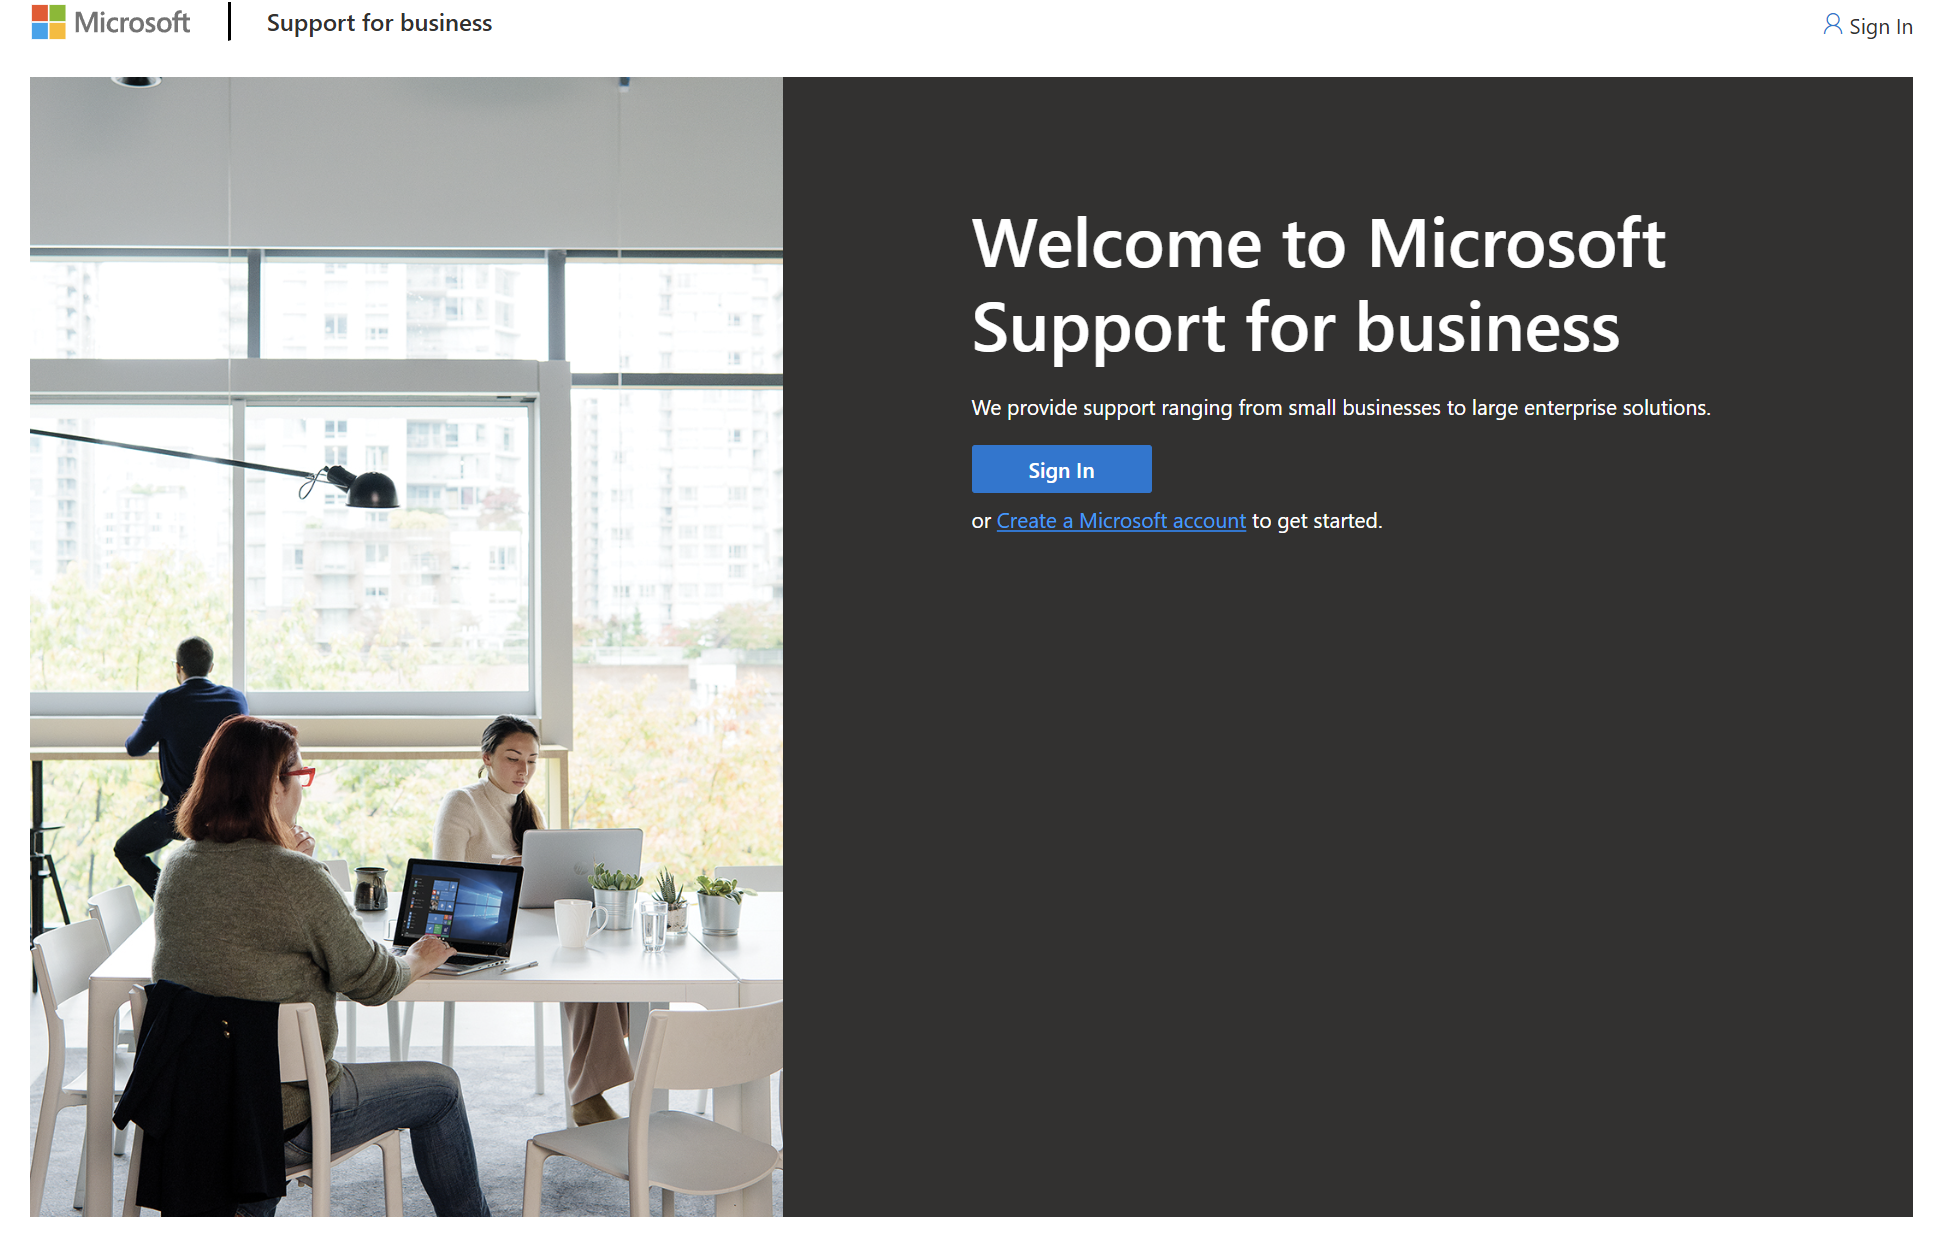 Microsoft
Support for business
Sign In
Welcome to Microsoft
Support for business
We provide support ranging from small businesses to large enterprise solutions.
Sign In
or Create a Microsoft account to get started.